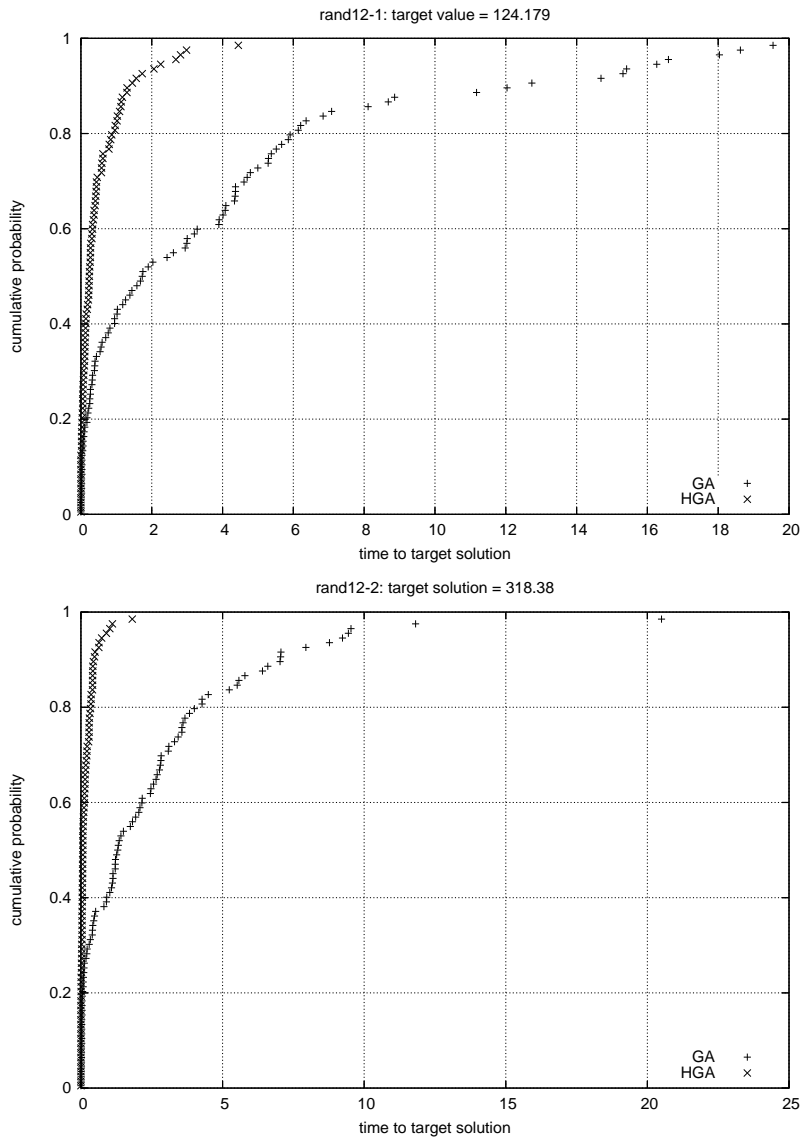 rand12-1: target value = 124.179
1
0.8
0.6
0.4
0.2
0
cumulative probability
GA
HGA
0 2 4 6 8 10 12 14 16 18 20
time to target solution
rand12-2: target solution = 318.38
1
0.8
0.6
0.4
0.2
0
cumulative probability
GA
HGA
0 5 10 15 20 25
time to target solution